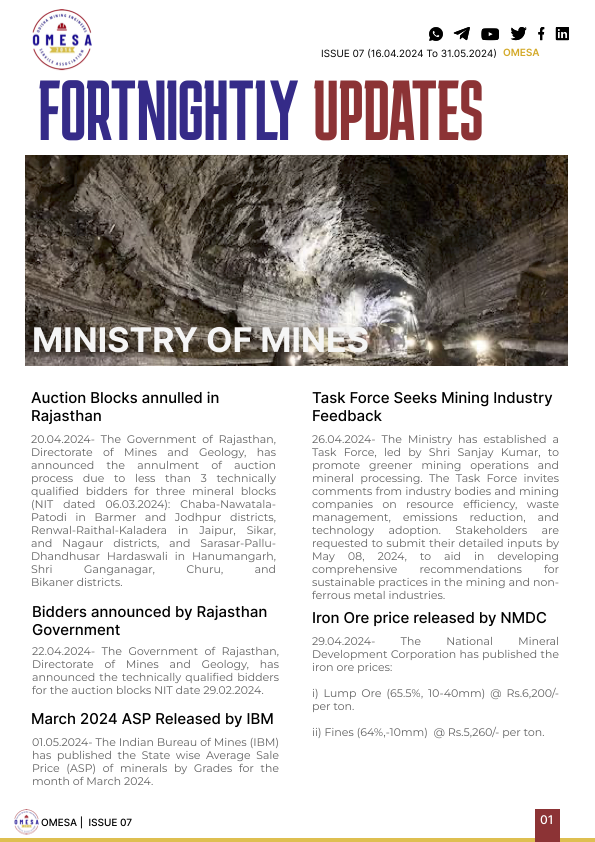 ODISHA MINING ENGINEERS
OMESA
SERVICE ASSOCIATION
ISSUE 07 (16.04.2024 To 31.05.2024) OMESA
FORTNIGHTLY UPDATES
MINISTRY OF MINES
Auction Blocks annulled in
Rajasthan
20.04.2024- The Government of Rajasthan,
Directorate of Mines and Geology, has
announced the annulment of auction
process due to less than 3 technically
qualified bidders for three mineral blocks
(NIT dated 06.03.2024): Chaba-Nawatala-
Patodi in Barmer and Jodhpur districts,
Renwal-Raithal-Kaladera in Jaipur, Sikar,
and Nagaur districts, and Sarasar-Pallu-
Dhandhusar Hardaswali in Hanumangarh,
Shri Ganganagar, Churu, and
Bikaner districts.
Bidders announced by Rajasthan
Government
22.04.2024- The Government of Rajasthan,
Directorate of Mines and Geology, has
announced the technically qualified bidders
for the auction blocks NIT date 29.02.2024.
March 2024 ASP Released by IBM
01.05.2024- The Indian Bureau of Mines (IBM)
has published the State wise Average Sale
Price (ASP) of minerals by Grades for the
month of March 2024.
Task Force Seeks Mining Industry
Feedback
26.04.2024- The Ministry has established a
Task Force, led by Shri Sanjay Kumar, to
promote greener mining operations and
mineral processing. The Task Force invites
comments from industry bodies and mining
companies on resource efficiency, waste
management, emissions reduction, and
technology adoption. Stakeholders are
requested to submit their detailed inputs by
May 08, 2024, to aid in developing
comprehensive recommendations for
sustainable practices in the mining and non-
ferrous metal industries.
Iron Ore price released by NMDC
29.04.2024- The National Mineral
Development Corporation has published the
iron ore prices:
i) Lump Ore (65.5%, 10-40mm) @ Rs.6,200/-
per ton.
ii) Fines (64%,-10mm) @ Rs.5,260/- per ton.
OMESA | ISSUE 07
01